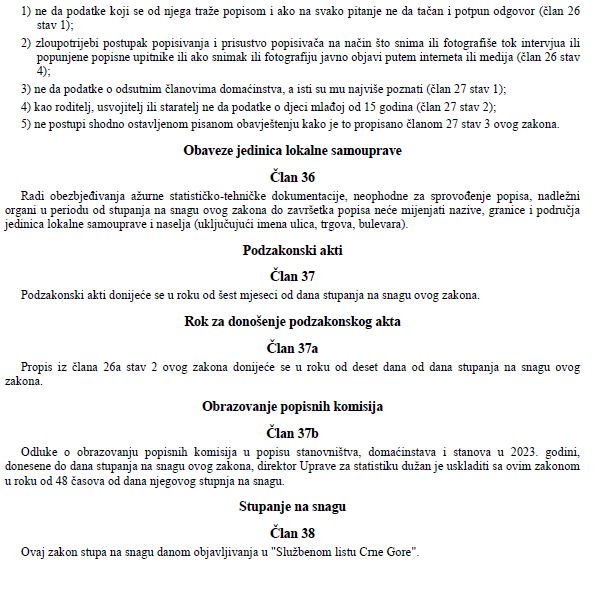 1) ne da podatke koji se od njega traže popisom i ako na svako pitanje ne da tačan i potpun odgovor (član 26
stav 1);
2) zloupotrijebi postupak popisivanja i prisustvo popisivača na način što snima ili fotografiše tok intervjua ili
popunjene popisne upitnike ili ako snimak ili fotografiju javno objavi putem interneta ili medija (član 26 stav
4);
3) ne da podatke o odsutnim članovima domaćinstva, a isti su mu najviše poznati (član 27 stav 1);
4) kao roditelj, usvojitelj ili staratelj ne da podatke o djeci mlađoj od 15 godina (član 27 stav 2);
5) ne postupi shodno ostavljenom pisanom obavještenju kako je to propisano članom 27 stav 3 ovog zakona.
Obaveze jedinica lokalne samouprave
Član 36
Radi obezbjeđivanja ažurne statističko-tehničke dokumentacije, neophodne za sprovođenje popisa, nadležni
organi u periodu od stupanja na snagu ovog zakona do završetka popisa neće mijenjati nazive, granice i područja
jedinica lokalne samouprave i naselja (uključujući imena ulica, trgova, bulevara).
Podzakonski akti
Član 37
Podzakonski akti donijeće se u roku od šest mjeseci od dana stupanja na snagu ovog zakona.
Rok za donošenje podzakonskog akta
Član 37a
Propis iz člana 26a stav 2 ovog zakona donijeće se u roku od deset dana od dana stupanja na snagu ovog
zakona.
Obrazovanje popisnih komisija
Član 37b
Odluke o obrazovanju popisnih komisija u popisu stanovništva, domaćinstava i stanova u 2023. godini,
donesene do dana stupanja na snagu ovog zakona, direktor Uprave za statistiku dužan je uskladiti sa ovim zakonom
u roku od 48 časova od dana njegovog stupnja na snagu.
Stupanje na snagu
Član 38
Ovaj zakon stupa na snagu danom objavljivanja u "Službenom listu Crne Gore".